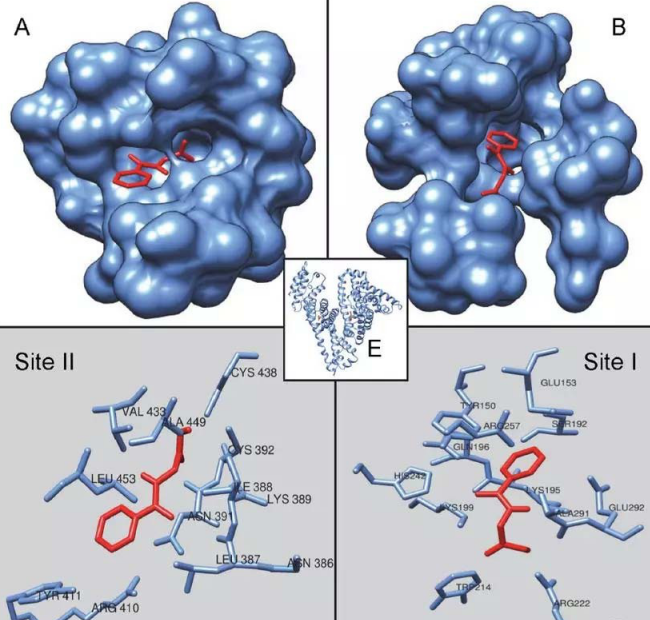 A
B
E
Site II
CYS 438
VAL 433
ALA 449
CYS 392
LEU 453
ILE 388
LYS 389
ASN 391
LEU 387
ASN 386
TYR 411
ARG 410
Site I
GLU153
TYR150
ARG257
SER192
GLN196
HIS242
LYS195
LYS199
ALA291
GLU292
TRP214
ARG222